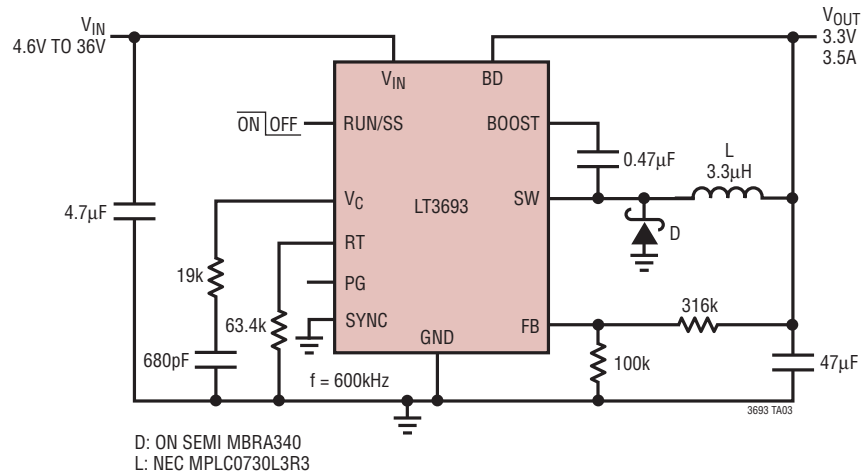 VIN
4.6V TO 36V
VOUT
3.3V
3.5A
VIN
BD
ON OFF
RUN/SS
BOOST
0.47µF
L
3.3µH
4.7µF
VC
LT3693
SW
D
19k
RT
PG
63.4k
SYNC
GND
FB
316k
680pF
f = 600kHz
100k
47µF
3693 TA03
D: ON SEMI MBRA340
L: NEC MPLC0730L3R3